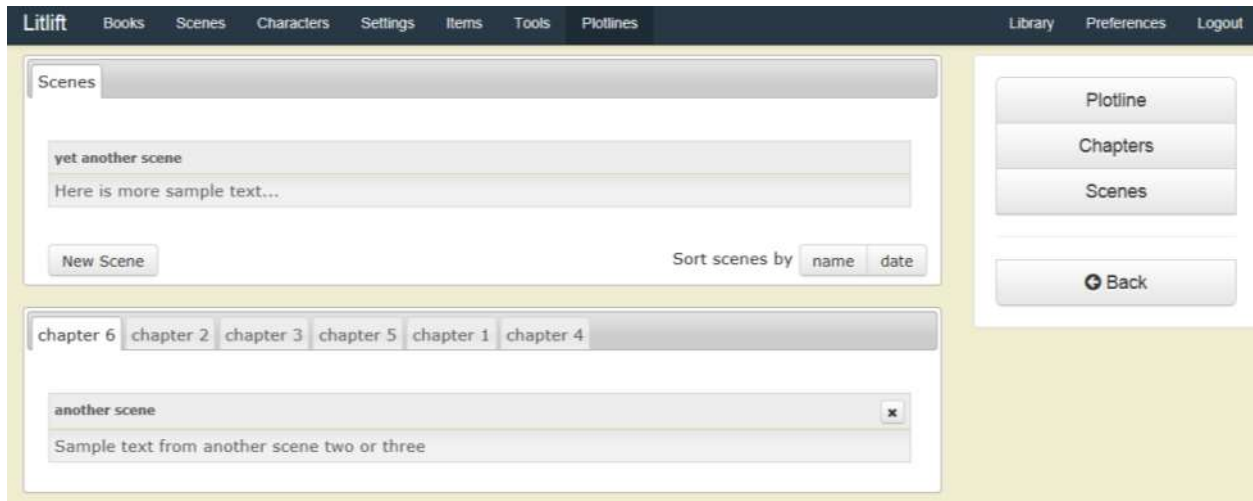 Litlift Books Scenes Characters Settings Items Tools Plotlines Library Preferences Logout
Scenes
yet another scene
Here is more sample text...
New Scene Sort scenes by name date
chapter 6 chapter 2 chapter 3 chapter 5 chapter 1 chapter 4
another scene
Sample text from another scene two or three
Plotline
Chapters
Scenes
Back